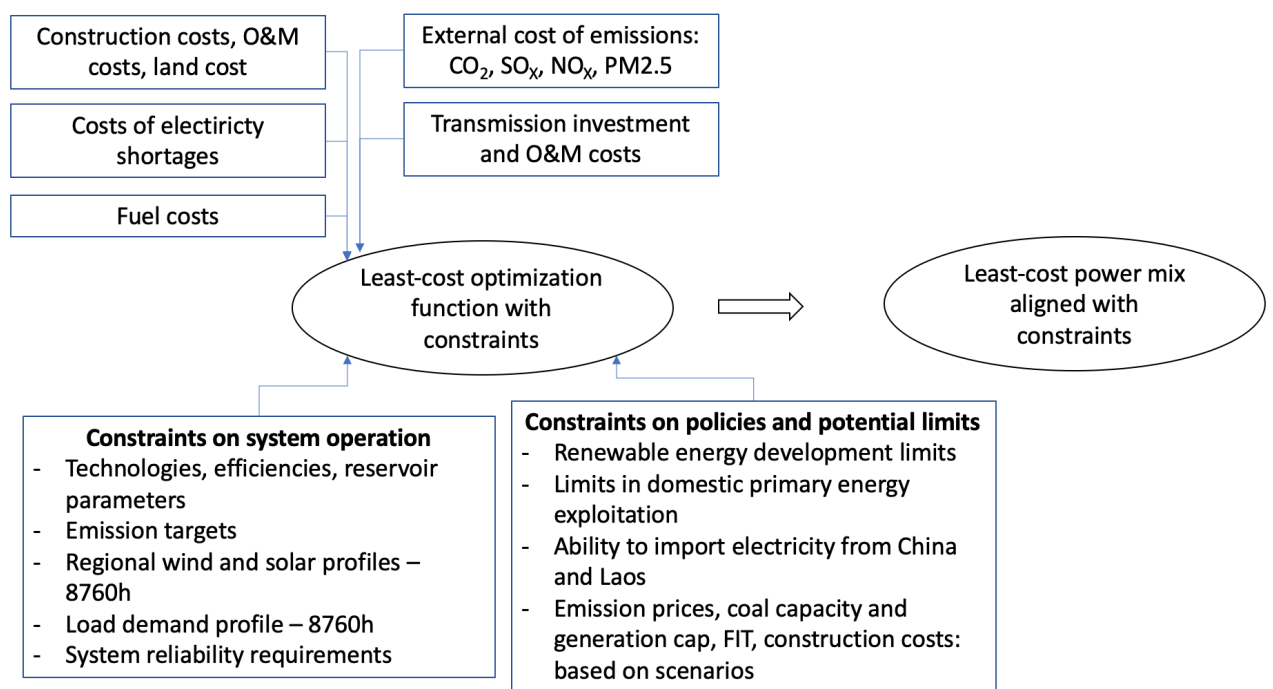 Construction costs, O&M
costs, land cost
Costs of electiricty
shortages
Fuel costs
External cost of emissions:
CO₂, SOₓ, NOₓ, PM2.5
Transmission investment
and O&M costs
Least-cost optimization
function with
constraints
Least-cost power mix
aligned with
constraints
Constraints on system operation
- Technologies, efficiencies, reservoir
parameters
- Emission targets
- Regional wind and solar profiles –
8760h
- Load demand profile – 8760h
- System reliability requirements
Constraints on policies and potential limits
- Renewable energy development limits
- Limits in domestic primary energy
exploitation
- Ability to import electricity from China
and Laos
- Emission prices, coal capacity and
generation cap, FIT, construction costs:
based on scenarios